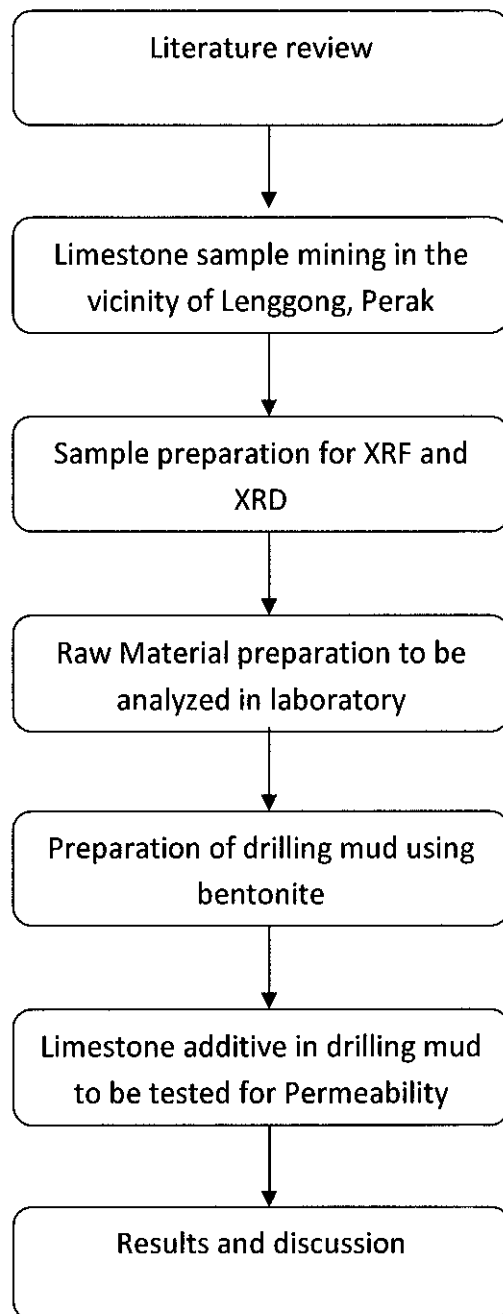 Literature review
Limestone sample mining in the
vicinity of Lenggong, Perak
Sample preparation for XRF and
XRD
Raw Material preparation to be
analyzed in laboratory
Preparation of drilling mud using
bentonite
Limestone additive in drilling mud
to be tested for Permeability
Results and discussion